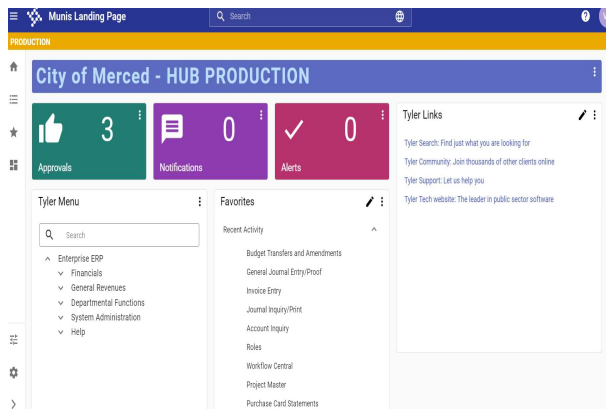 Munis Landing Page
Search
PRODUCTION
City of Merced - HUB PRODUCTION
3
Approvals
0
Notifications
0
Alerts
Tyler Links
Tyler Search: Find just what you are looking for
Tyler Community: Join thousands of other clients online
Tyler Support: Let us help you
Tyler Tech website: The leader in public sector software
Tyler Menu
Search
Enterprise ERP
Financials
General Revenues
Departmental Functions
System Administration
Help
Favorites
Recent Activity
Budget Transfers and Amendments
General Journal Entry/Proof
Invoice Entry
Journal Inquiry/Print
Account Inquiry
Roles
Workflow Central
Project Master
Purchase Card Statements